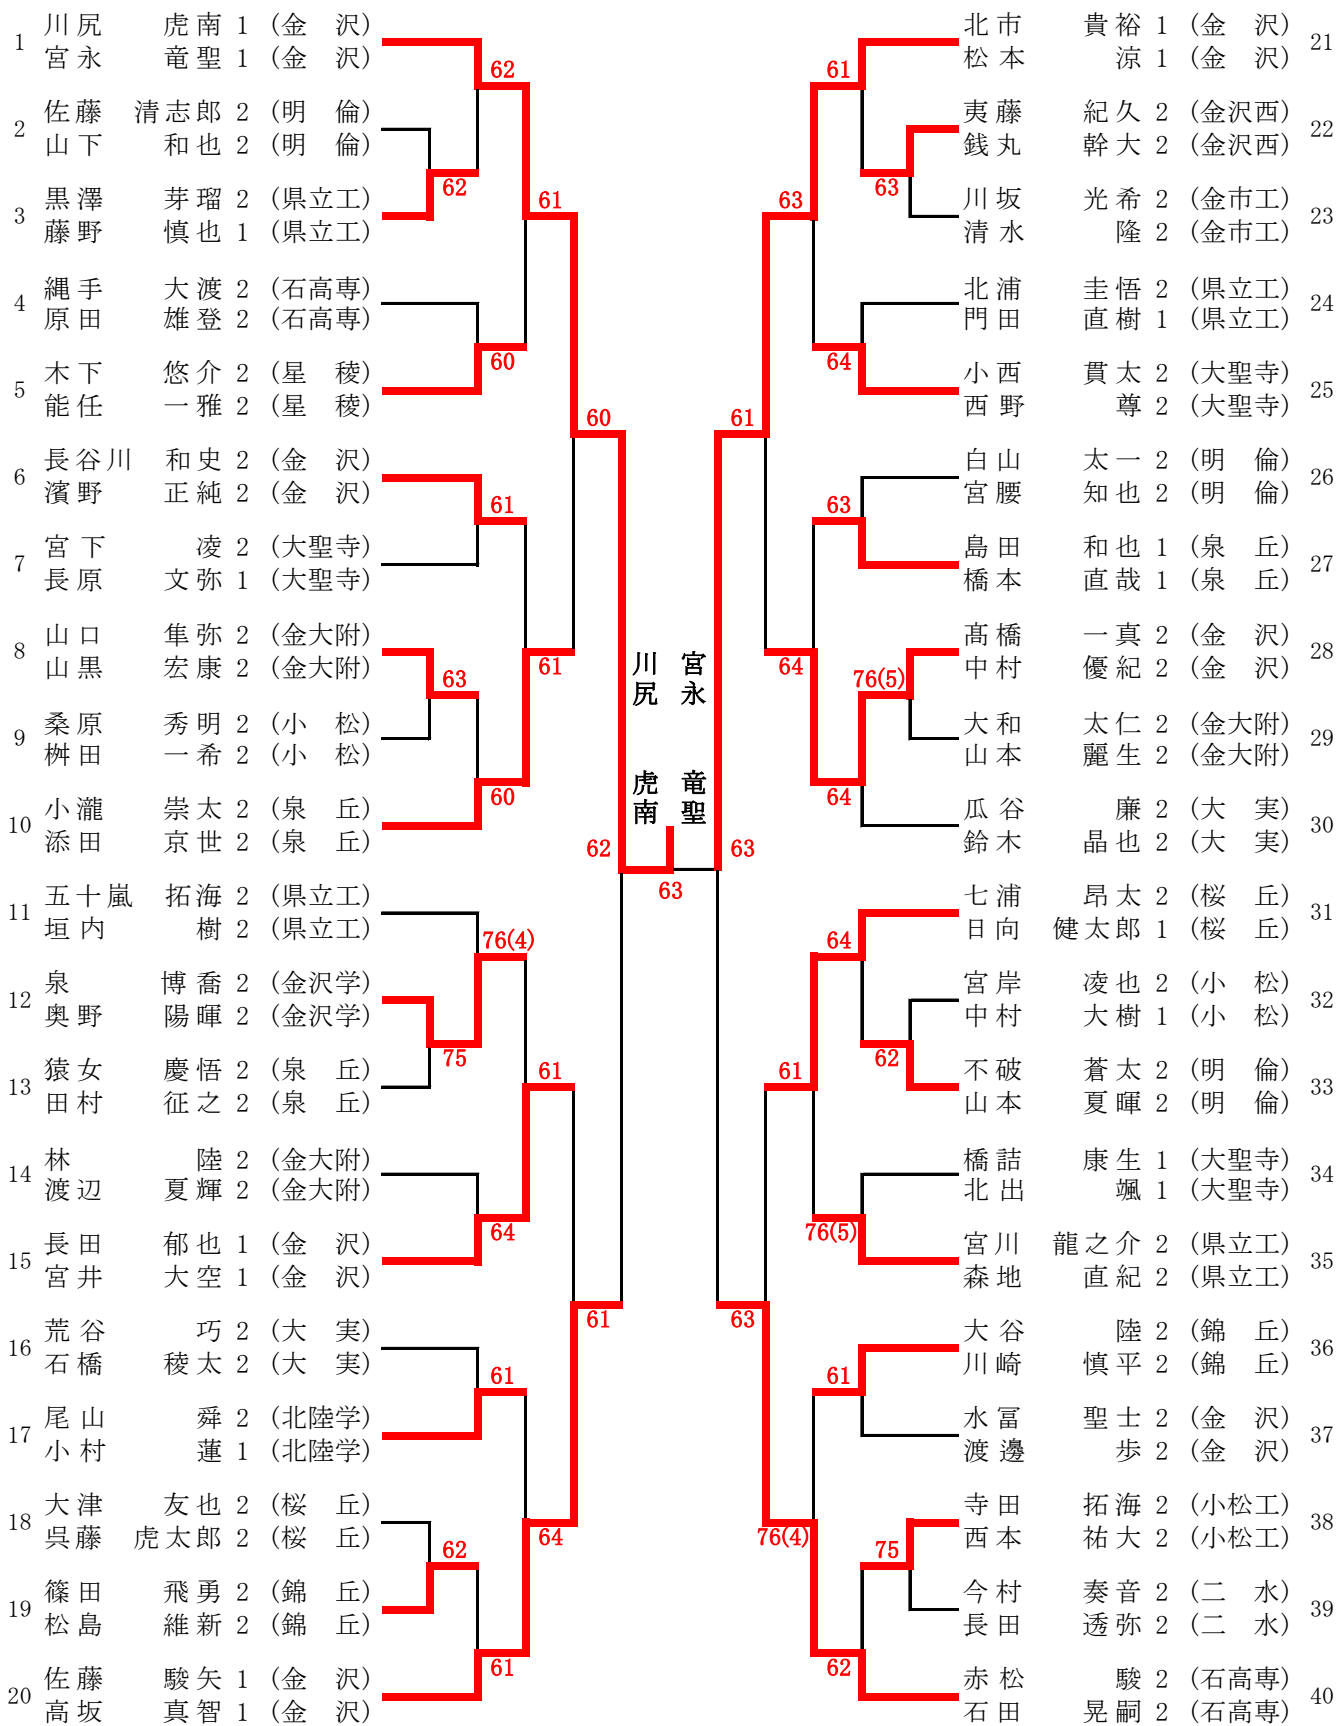 1 川尻 虎南 1 (金 沢)
宮永 竜聖 1 (金 沢)
62
2 佐藤 清志郎 2 (明 倫)
山下 和也 2 (明 倫)
62
3 黒澤 芽瑠 2 (県立工)
藤野 慎也 1 (県立工)
61
4 縄手 大渡 2 (石高専)
原田 雄登 2 (石高専)
60
5 木下 悠介 2 (星 稜)
能任 一雅 2 (星 稜)
60
6 長谷川 和史 2 (金 沢)
濱野 正純 2 (金 沢)
61
7 宮下 凌 2 (大聖寺)
長原 文弥 1 (大聖寺)
8 山口 隼弥 2 (金大附)
山黒 宏康 2 (金大附)
63
61
9 桑原 秀明 2 (小 松)
桝田 一希 2 (小 松)
60
10 小瀧 崇太 2 (泉 丘)
添田 京世 2 (泉 丘)
62
11 五十嵐 拓海 2 (県立工)
垣内 樹 2 (県立工)
76(4)
12 泉 博喬 2 (金沢学)
奥野 陽暉 2 (金沢学)
75
13 猿女 慶悟 2 (泉 丘)
田村 征之 2 (泉 丘)
61
14 林 陸 2 (金大附)
渡辺 夏輝 2 (金大附)
64
15 長田 郁也 1 (金 沢)
宮井 大空 1 (金 沢)
61
16 荒谷 巧 2 (大 実)
石橋 稜太 2 (大 実)
61
17 尾山 舜 2 (北陸学)
小村 蓮 1 (北陸学)
18 大津 友也 2 (桜 丘)
呉藤 虎太郎 2 (桜 丘)
62
64
19 篠田 飛勇 2 (錦 丘)
松島 維新 2 (錦 丘)
61
20 佐藤 駿矢 1 (金 沢)
高坂 真智 1 (金 沢)
川尻 虎南
宮永 竜聖
63
北市 貴裕 1 (金 沢) 21
松本 涼 1 (金 沢)
61
夷藤 紀久 2 (金沢西) 22
銭丸 幹大 2 (金沢西)
63
川坂 光希 2 (金市工) 23
清水 隆 2 (金市工)
63
北浦 圭悟 2 (県立工) 24
門田 直樹 1 (県立工)
64
小西 貫太 2 (大聖寺) 25
西野 尊 2 (大聖寺)
61
白山 太一 2 (明 倫) 26
宮腰 知也 2 (明 倫)
63
島田 和也 1 (泉 丘) 27
橋本 直哉 1 (泉 丘)
髙橋 一真 2 (金 沢) 28
中村 優紀 2 (金 沢)
64
76(5)
大和 太仁 2 (金大附) 29
山本 麗生 2 (金大附)
64
瓜谷 廉 2 (大 実) 30
鈴木 晶也 2 (大 実)
63
七浦 昂太 2 (桜 丘) 31
日向 健太郎 1 (桜 丘)
64
宮岸 凌也 2 (小 松) 32
中村 大樹 1 (小 松)
62
不破 蒼太 2 (明 倫) 33
山本 夏暉 2 (明 倫)
61
橋詰 康生 1 (大聖寺) 34
北出 颯 1 (大聖寺)
76(5)
宮川 龍之介 2 (県立工) 35
森地 直紀 2 (県立工)
63
大谷 陸 2 (錦 丘) 36
川崎 慎平 2 (錦 丘)
61
水冨 聖士 2 (金 沢) 37
渡邊 歩 2 (金 沢)
寺田 拓海 2 (小松工) 38
西本 祐大 2 (小松工)
76(4)
75
今村 奏音 2 (二 水) 39
長田 透弥 2 (二 水)
62
赤松 駿 2 (石高専) 40
石田 晃嗣 2 (石高専)